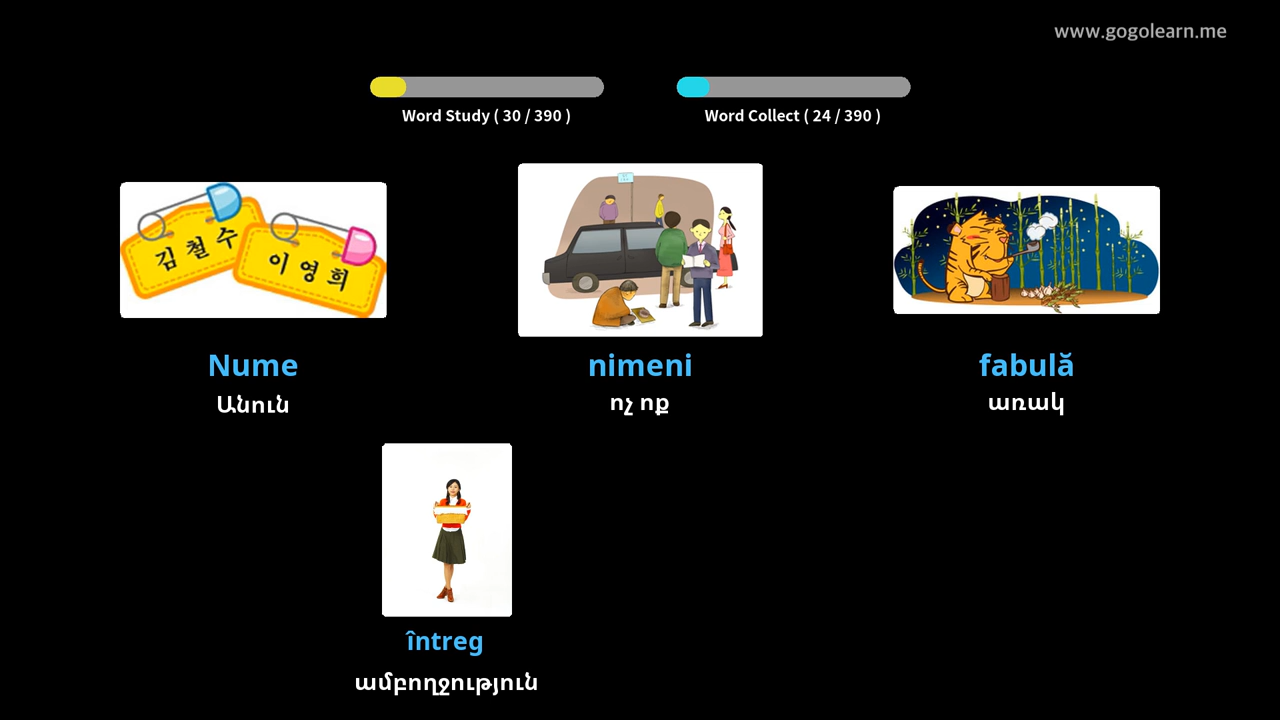 www.gogolearn.me
Word Study ( 30 / 390 )
Word Collect ( 24 / 390 )
김철수
이영희
Nume
Անուն
nimeni
ոչ ոք
fabulă
առակ
întreg
ամբողջություն